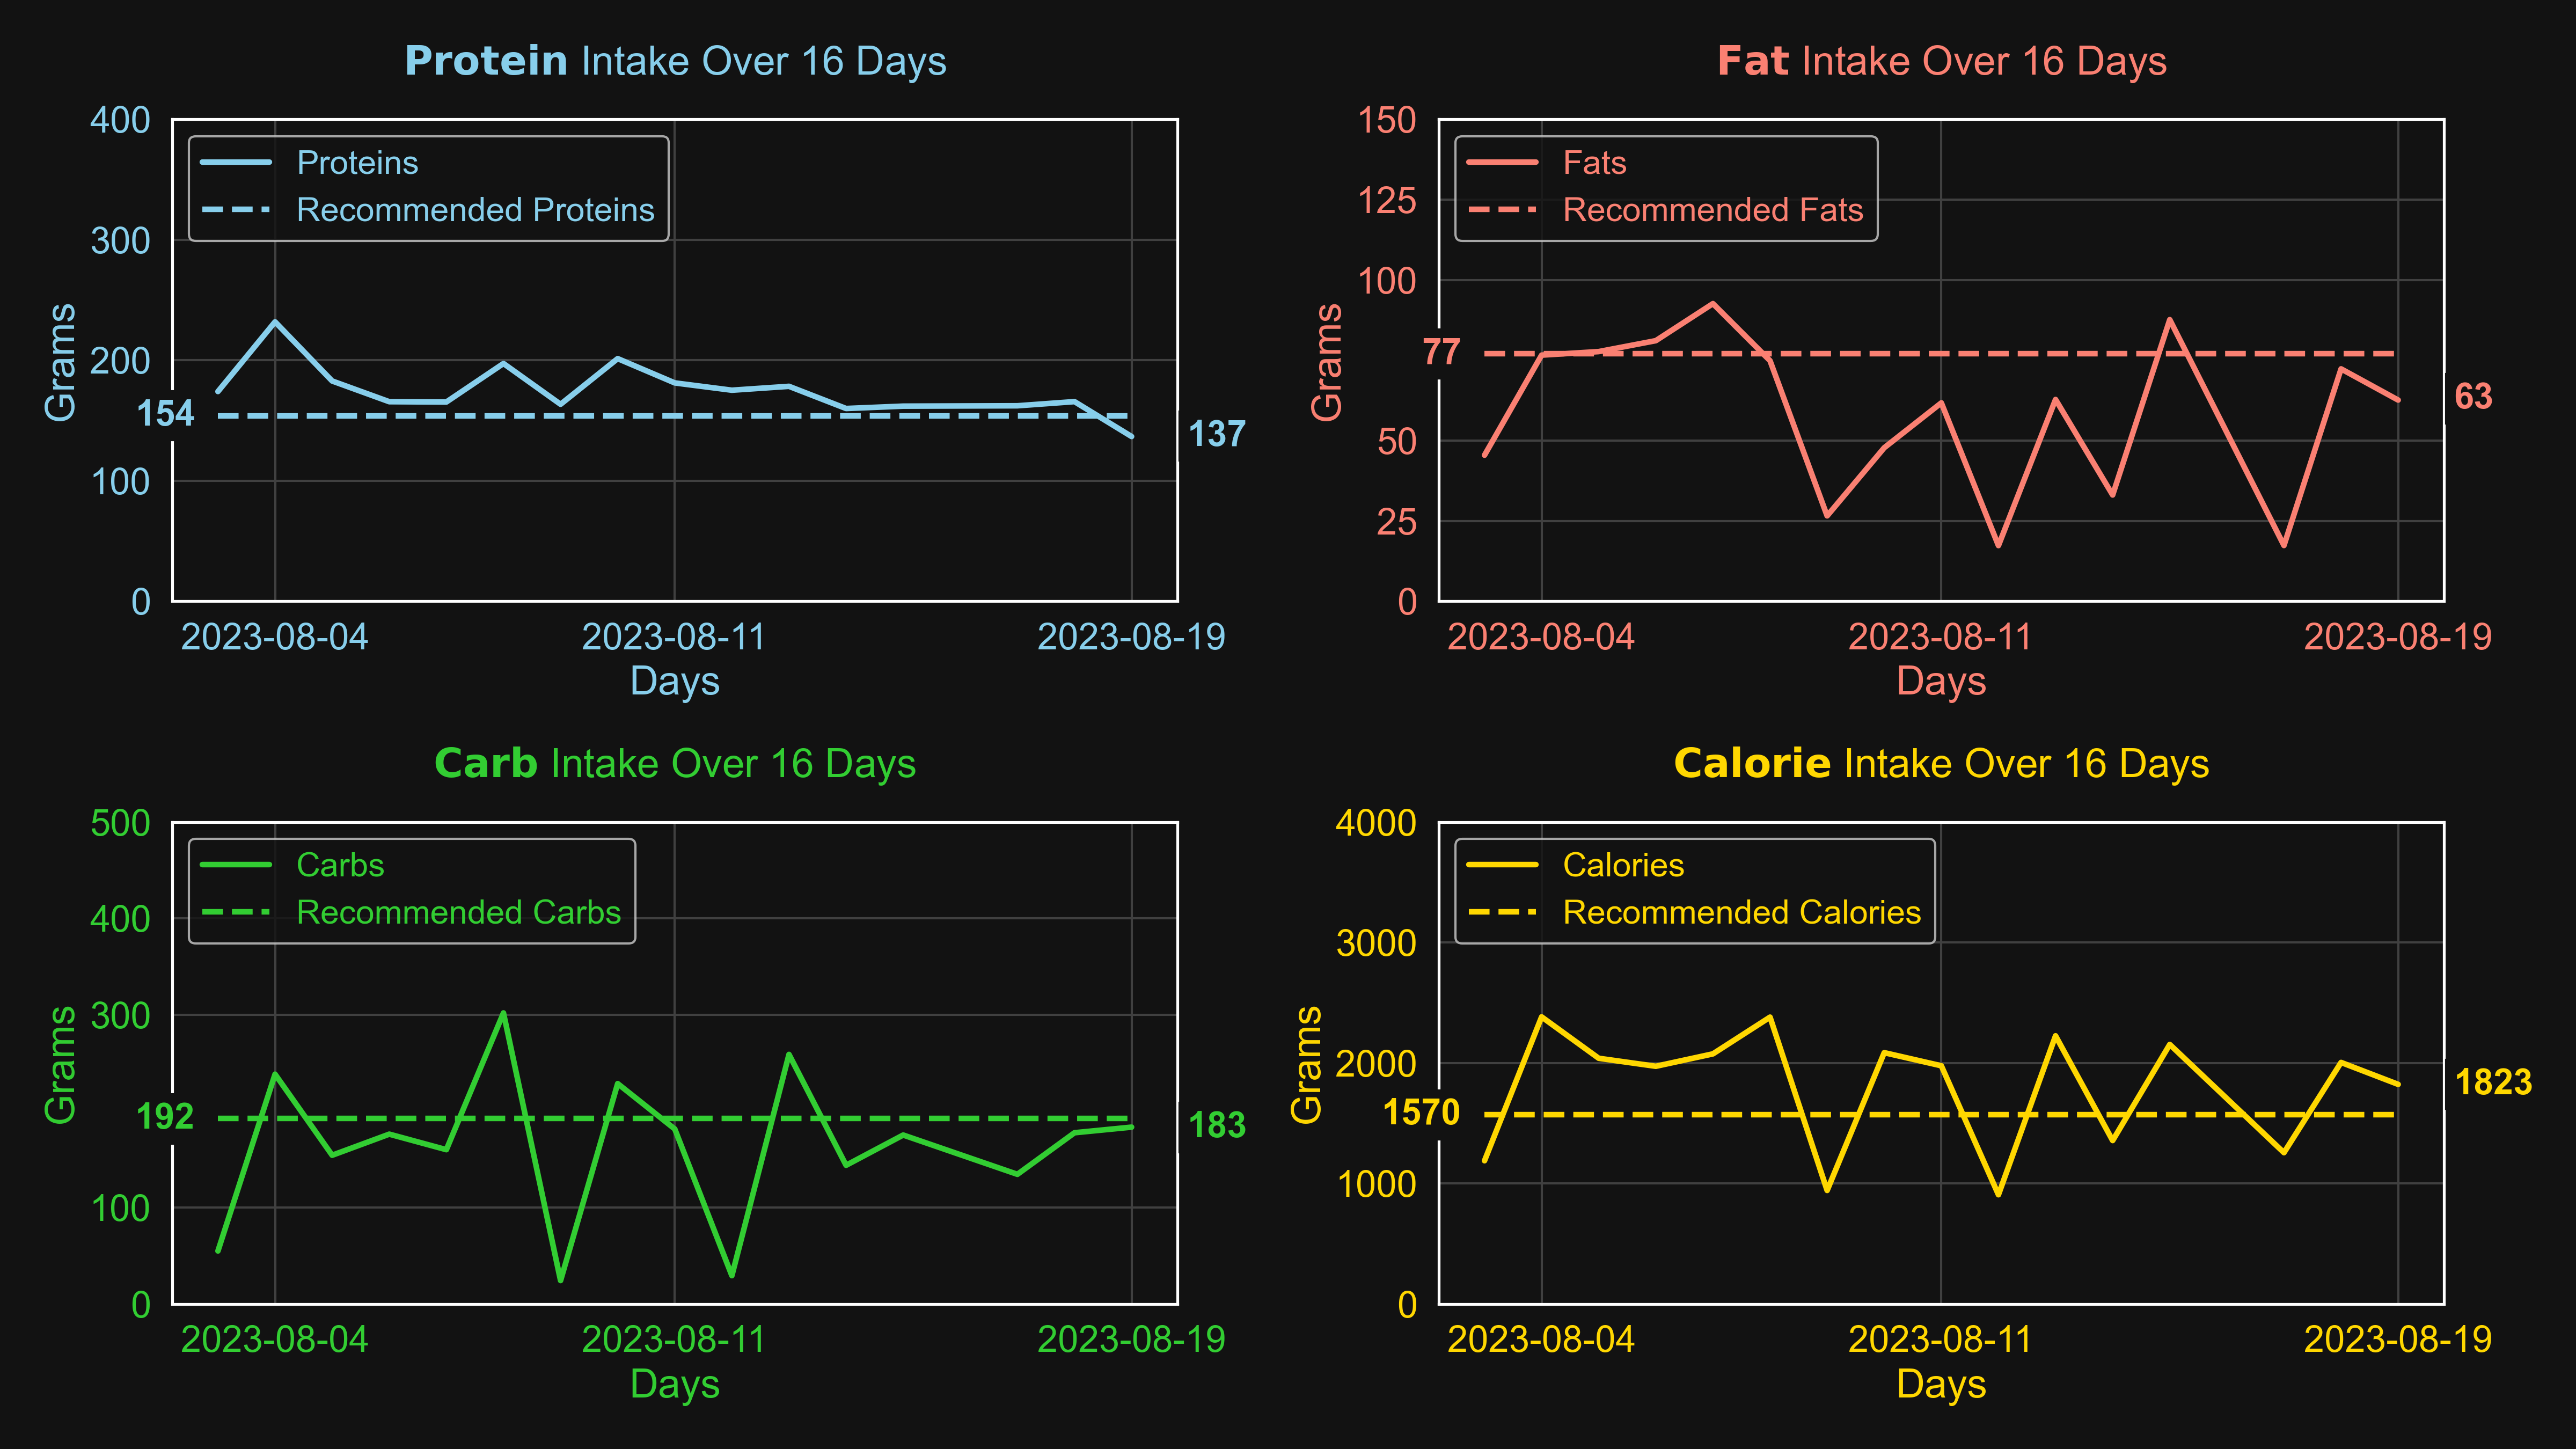 Protein Intake Over 16 Days
400
300
200
154
100
0
Grams
Proteins
Recommended Proteins
137
2023-08-04
2023-08-11
2023-08-19
Days
Fat Intake Over 16 Days
150
125
100
77
50
25
0
Grams
Fats
Recommended Fats
63
2023-08-04
2023-08-11
2023-08-19
Days
Carb Intake Over 16 Days
500
400
300
192
100
0
Grams
Carbs
Recommended Carbs
183
2023-08-04
2023-08-11
2023-08-19
Days
Calorie Intake Over 16 Days
4000
3000
2000
1570
1000
0
Grams
Calories
Recommended Calories
1823
2023-08-04
2023-08-11
2023-08-19
Days